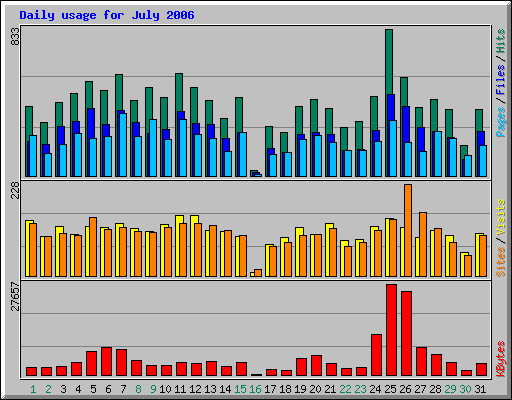 Daily usage for July 2006
833
Pages / Files / Hits
228
Sites / Visits
27657
KBytes
1 2 3 4 5 6 7 8 9 10 11 12 13 14 15 16 17 18 19 20 21 22 23 24 25 26 27 28 29 30 31